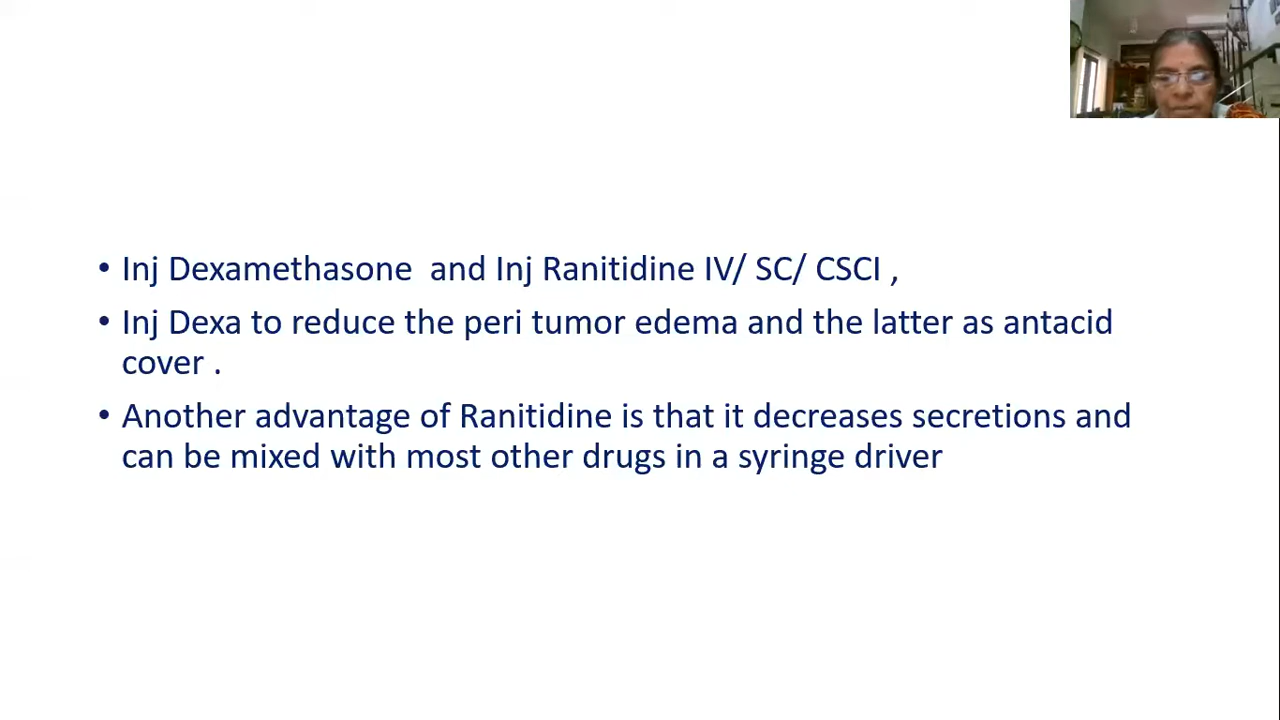 • Inj Dexamethasone  and Inj Ranitidine IV/ SC/ CSCI ,
• Inj Dexa to reduce the peri tumor edema and the latter as antacid
cover .
• Another advantage of Ranitidine is that it decreases secretions and
can be mixed with most other drugs in a syringe driver